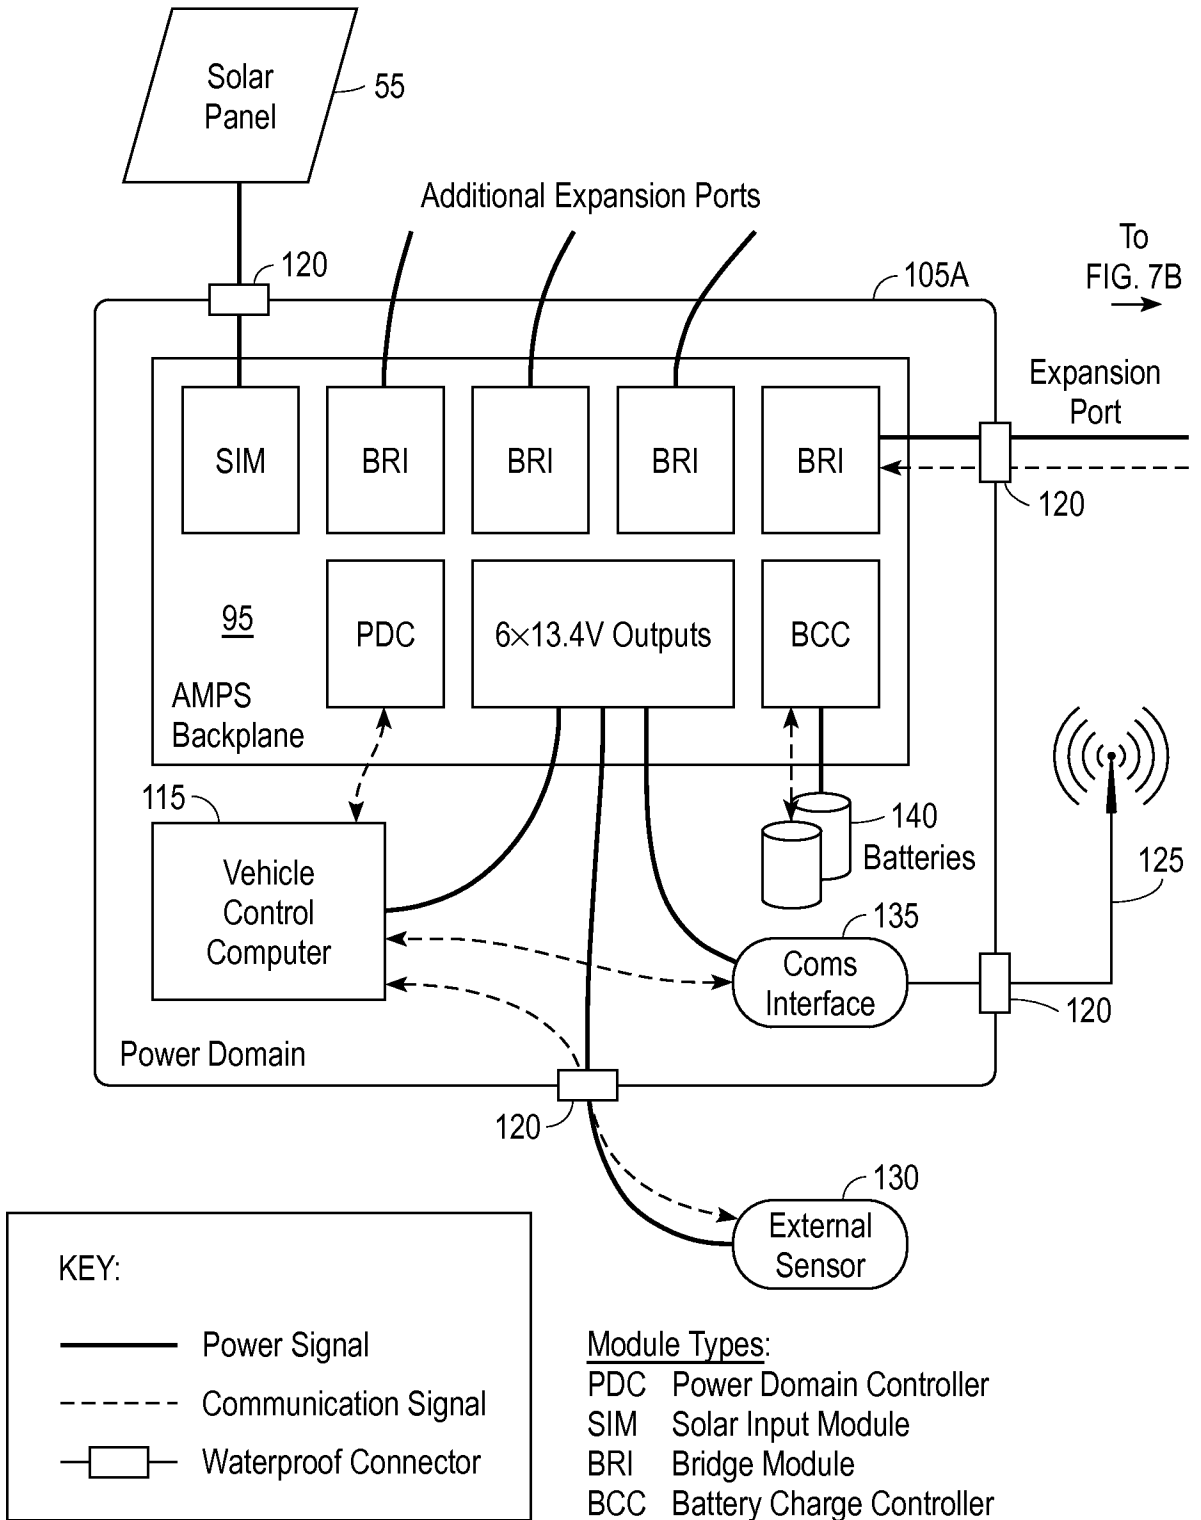 Solar
Panel
55
Additional Expansion Ports
To
FIG. 7B
120
105A
Expansion
Port
SIM
BRI
BRI
BRI
BRI
120
95
PDC
6×13.4V Outputs
BCC
AMPS
Backplane
115
140
Batteries
125
Vehicle
Control
Computer
135
Coms
Interface
120
Power Domain
120
130
External
Sensor
KEY:
Power Signal
Communication Signal
Waterproof Connector
Module Types:
PDC Power Domain Controller
SIM Solar Input Module
BRI Bridge Module
BCC Battery Charge Controller